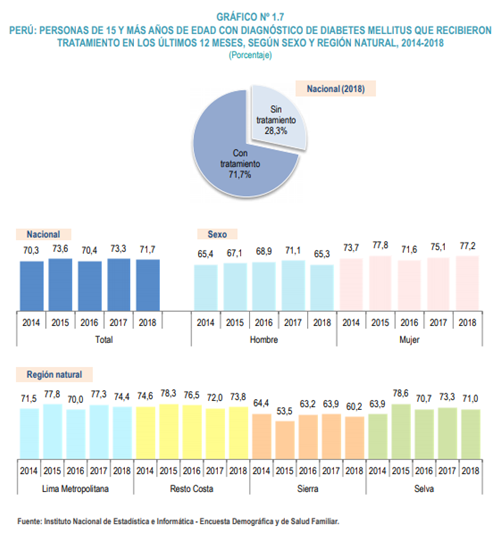 GRÁFICO Nº 1.7
PERÚ: PERSONAS DE 15 Y MÁS AÑOS DE EDAD CON DIAGNÓSTICO DE DIABETES MELLITUS QUE RECIBIERON
TRATAMIENTO EN LOS ÚLTIMOS 12 MESES, SEGÚN SEXO Y REGIÓN NATURAL, 2014-2018
(Porcentaje)
Nacional (2018)
Sin
tratamiento
28,3%
Con
tratamiento
71,7%
Nacional
70,3 73,6 70,4 73,3 71,7
2014 2015 2016 2017 2018
Total
Sexo
65,4 67,1 68,9 71,1 65,3 73,7 77,8 71,6 75,1 77,2
2014 2015 2016 2017 2018 2014 2015 2016 2017 2018
Hombre Mujer
Región natural
71,5 77,8 70,0 77,3 74,4 74,6 78,3 76,5 72,0 73,8 64,4 53,5 63,2 63,9 60,2 63,9 78,6 70,7 73,3 71,0
2014 2015 2016 2017 2018 2014 2015 2016 2017 2018 2014 2015 2016 2017 2018 2014 2015 2016 2017 2018
Lima Metropolitana Resto Costa Sierra Selva
Fuente: Instituto Nacional de Estadística e Informática - Encuesta Demográfica y de Salud Familiar.